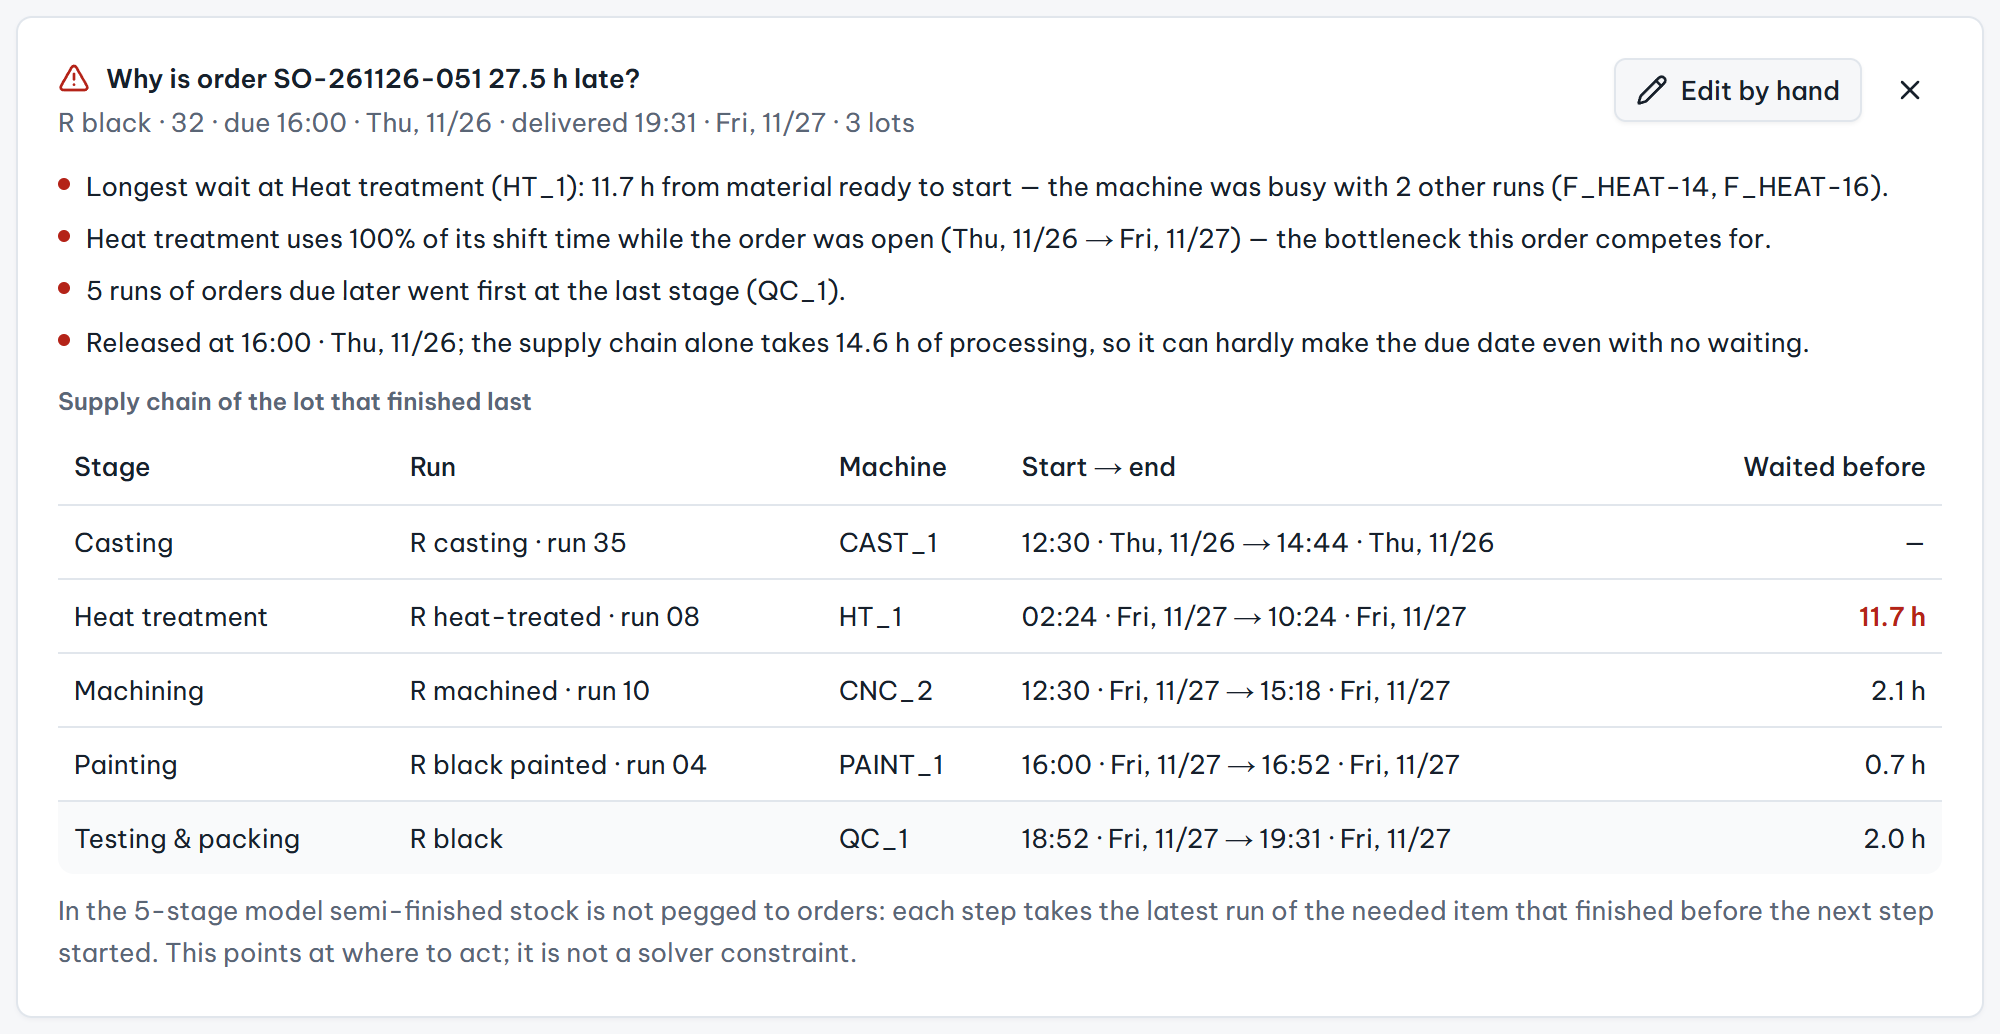 Why is order SO-261126-051 27.5 h late?
Edit by hand
R black · 32 · due 16:00 · Thu, 11/26 · delivered 19:31 · Fri, 11/27 · 3 lots
Longest wait at Heat treatment (HT_1): 11.7 h from material ready to start — the machine was busy with 2 other runs (F_HEAT-14, F_HEAT-16).
Heat treatment uses 100% of its shift time while the order was open (Thu, 11/26 → Fri, 11/27) — the bottleneck this order competes for.
5 runs of orders due later went first at the last stage (QC_1).
Released at 16:00 · Thu, 11/26; the supply chain alone takes 14.6 h of processing, so it can hardly make the due date even with no waiting.
Supply chain of the lot that finished last
Stage Run Machine Start → end Waited before
Casting R casting · run 35 CAST_1 12:30 · Thu, 11/26 → 14:44 · Thu, 11/26 —
Heat treatment R heat-treated · run 08 HT_1 02:24 · Fri, 11/27 → 10:24 · Fri, 11/27 11.7 h
Machining R machined · run 10 CNC_2 12:30 · Fri, 11/27 → 15:18 · Fri, 11/27 2.1 h
Painting R black painted · run 04 PAINT_1 16:00 · Fri, 11/27 → 16:52 · Fri, 11/27 0.7 h
Testing & packing R black QC_1 18:52 · Fri, 11/27 → 19:31 · Fri, 11/27 2.0 h
In the 5-stage model semi-finished stock is not pegged to orders: each step takes the latest run of the needed item that finished before the next step
started. This points at where to act; it is not a solver constraint.